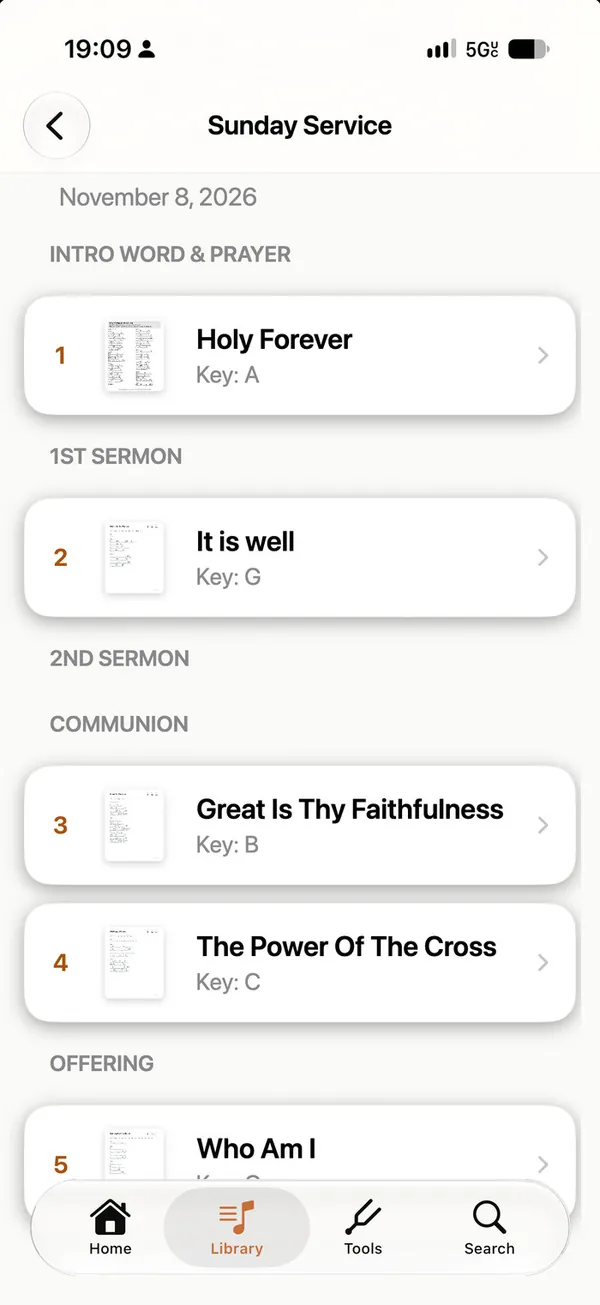 19:09
5G UC
Sunday Service
November 8, 2026
INTRO WORD & PRAYER
1
Holy Forever
Key: A
1ST SERMON
2
It is well
Key: G
2ND SERMON
COMMUNION
3
Great Is Thy Faithfulness
Key: B
4
The Power Of The Cross
Key: C
OFFERING
5
Who Am I
Home
Library
Tools
Search